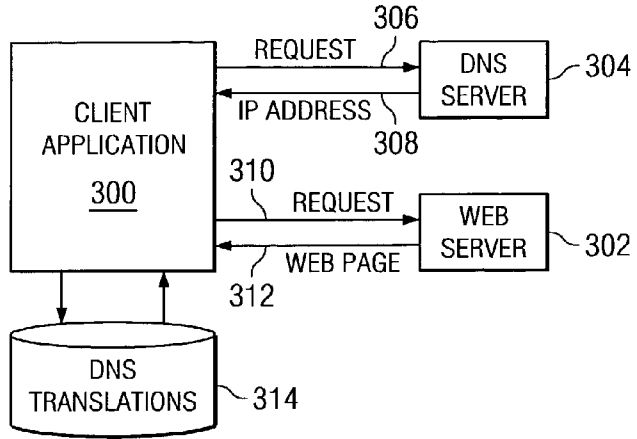 306
REQUEST
DNS
SERVER
304
IP ADDRESS
308
CLIENT
APPLICATION
300
310
REQUEST
WEB
SERVER
302
WEB PAGE
312
DNS
TRANSLATIONS
314